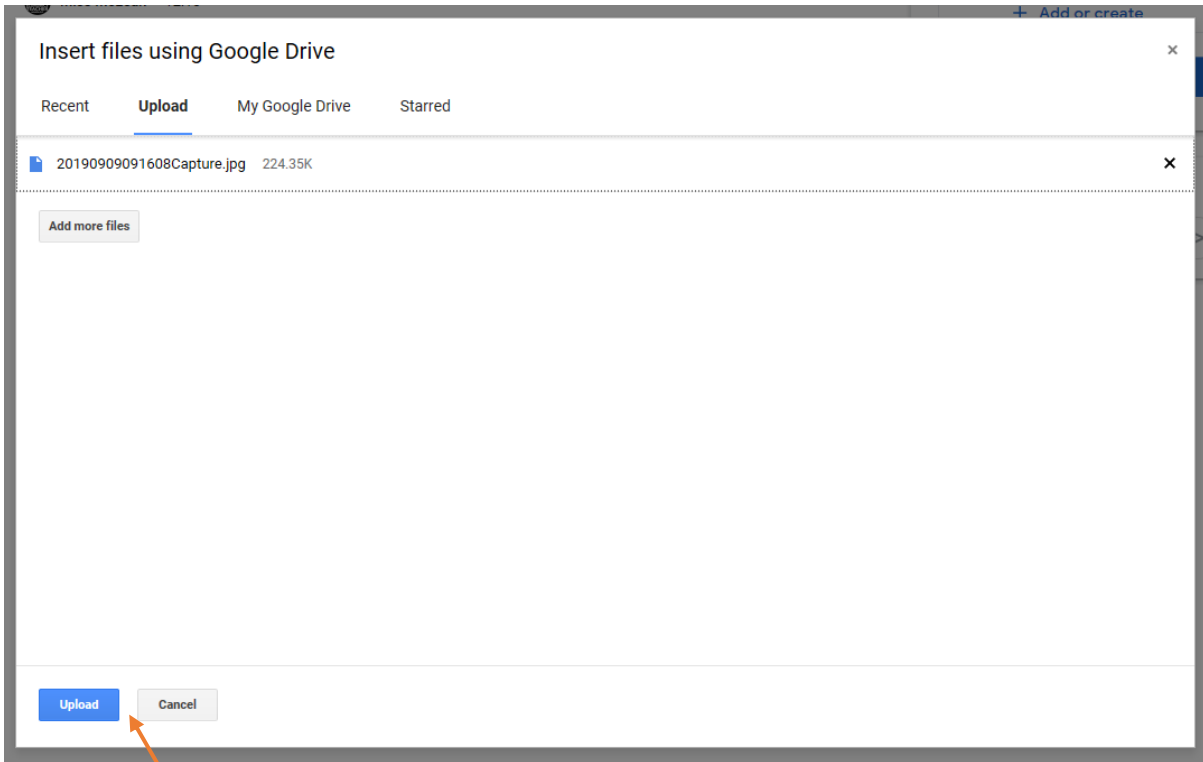 + Add or create
Insert files using Google Drive
Recent Upload My Google Drive Starred
20190909091608Capture.jpg 224.35K
Add more files
Upload Cancel